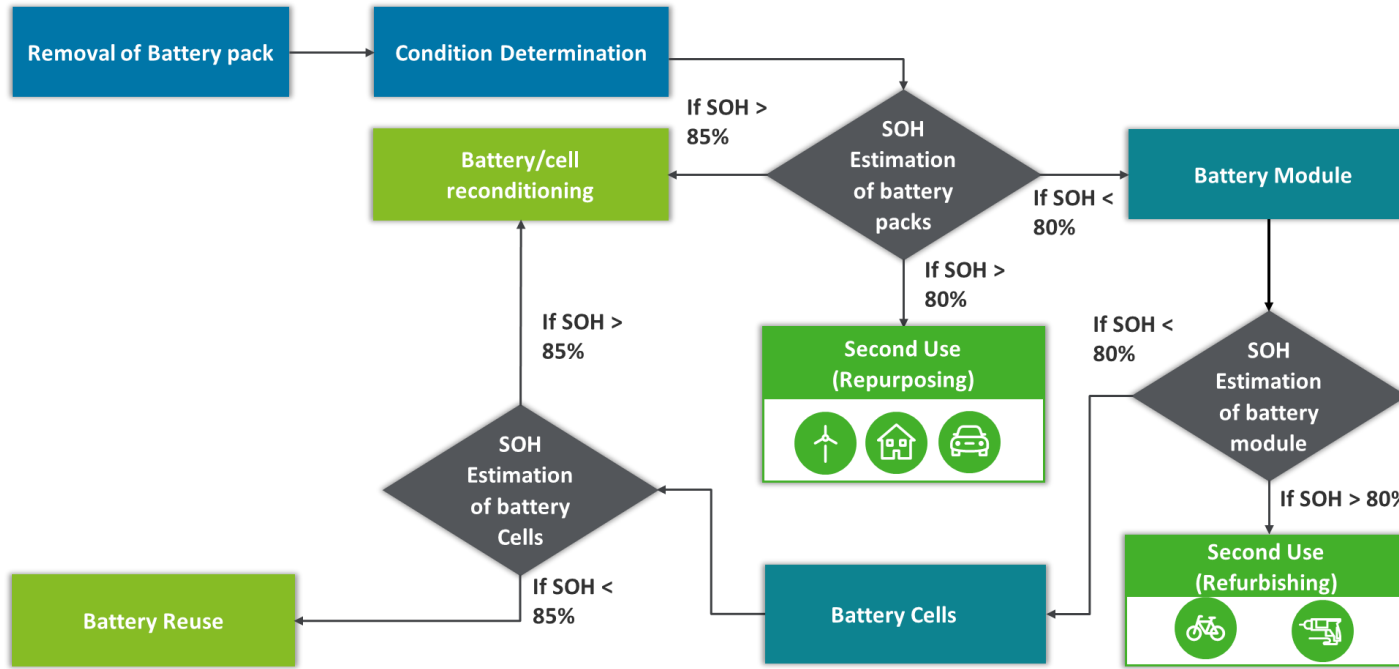 Removal of Battery pack
Condition Determination
If SOH >
85%
SOH
Estimation
of battery
packs
Battery/cell
reconditioning
Battery Module
If SOH <
80%
If SOH >
80%
If SOH >
85%
If SOH <
80%
Second Use
(Repurposing)
SOH
Estimation
of battery
module
SOH
Estimation
of battery
Cells
If SOH > 80%
Second Use
(Refurbishing)
If SOH <
85%
Battery Cells
Battery Reuse